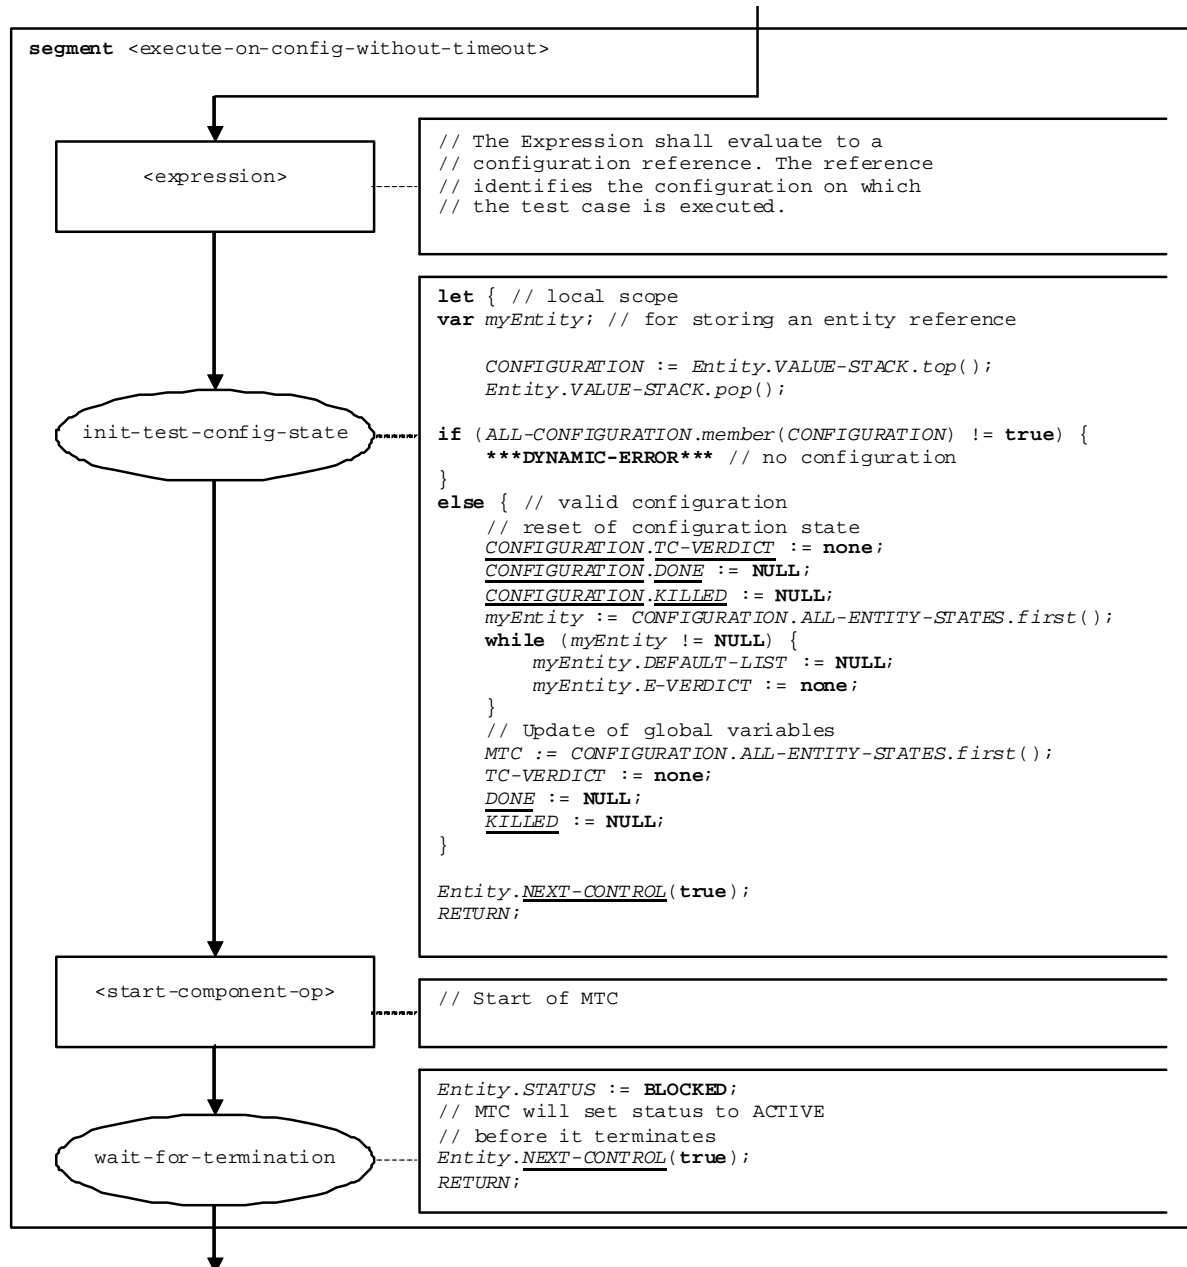 segment <execute-on-config-without-timeout>
<expression>
// The Expression shall evaluate to a
// configuration reference. The reference
// identifies the configuration on which
// the test case is executed.
init-test-config-state
let { // local scope
var myEntity; // for storing an entity reference
CONFIGURATION := Entity.VALUE-STACK.top();
Entity.VALUE-STACK.pop();
if (ALL-CONFIGURATION.member(CONFIGURATION) != true) {
***DYNAMIC-ERROR*** // no configuration
}
else { // valid configuration
// reset of configuration state
CONFIGURATION.TC-VERDICT := none;
CONFIGURATION.DONE := NULL;
CONFIGURATION.KILLED := NULL;
myEntity := CONFIGURATION.ALL-ENTITY-STATES.first();
while (myEntity != NULL) {
myEntity.DEFAULT-LIST := NULL;
myEntity.E-VERDICT := none;
}
// Update of global variables
MTC := CONFIGURATION.ALL-ENTITY-STATES.first();
TC-VERDICT := none;
DONE := NULL;
KILLED := NULL;
}
Entity.NEXT-CONTROL(true);
RETURN;
<start-component-op>
// Start of MTC
wait-for-termination
Entity.STATUS := BLOCKED;
// MTC will set status to ACTIVE
// before it terminates
Entity.NEXT-CONTROL(true);
RETURN;